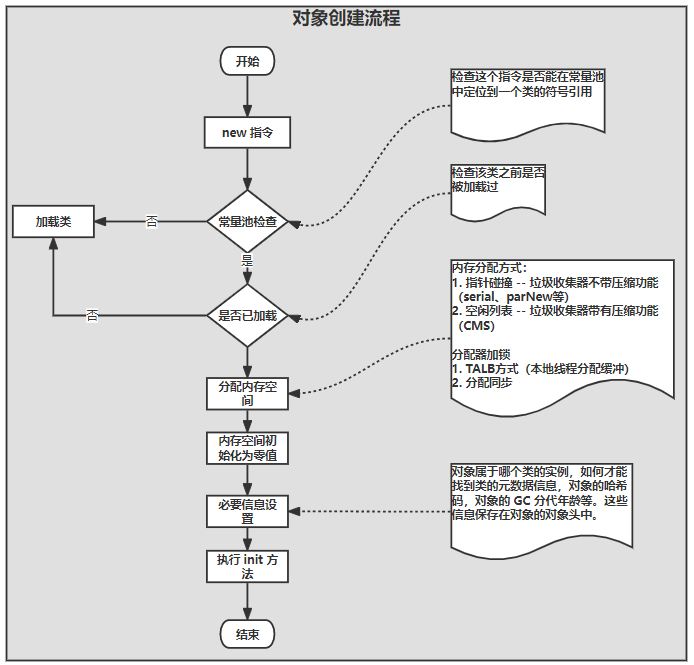 对象创建流程
开始
检查这个指令是否能在常量池
中定位到一个类的符号引用
new 指令
检查该类之前是否
被加载过
加载类
否
常量池检查
是
内存分配方式：
1. 指针碰撞 -- 垃圾收集器不带压缩功能
（serial、parNew等）
2. 空闲列表 -- 垃圾收集器带有压缩功能
（CMS）
分配器加锁
1. TALB方式（本地线程分配缓冲）
2. 分配同步
否
是否已加载
分配内存空
间
内存空间初
始化为零值
对象属于哪个类的实例，如何才能
找到类的元数据信息，对象的哈希
码，对象的 GC 分代年龄等。这些
信息保存在对象的对象头中。
必要信息设
置
执行 init 方
法
结束